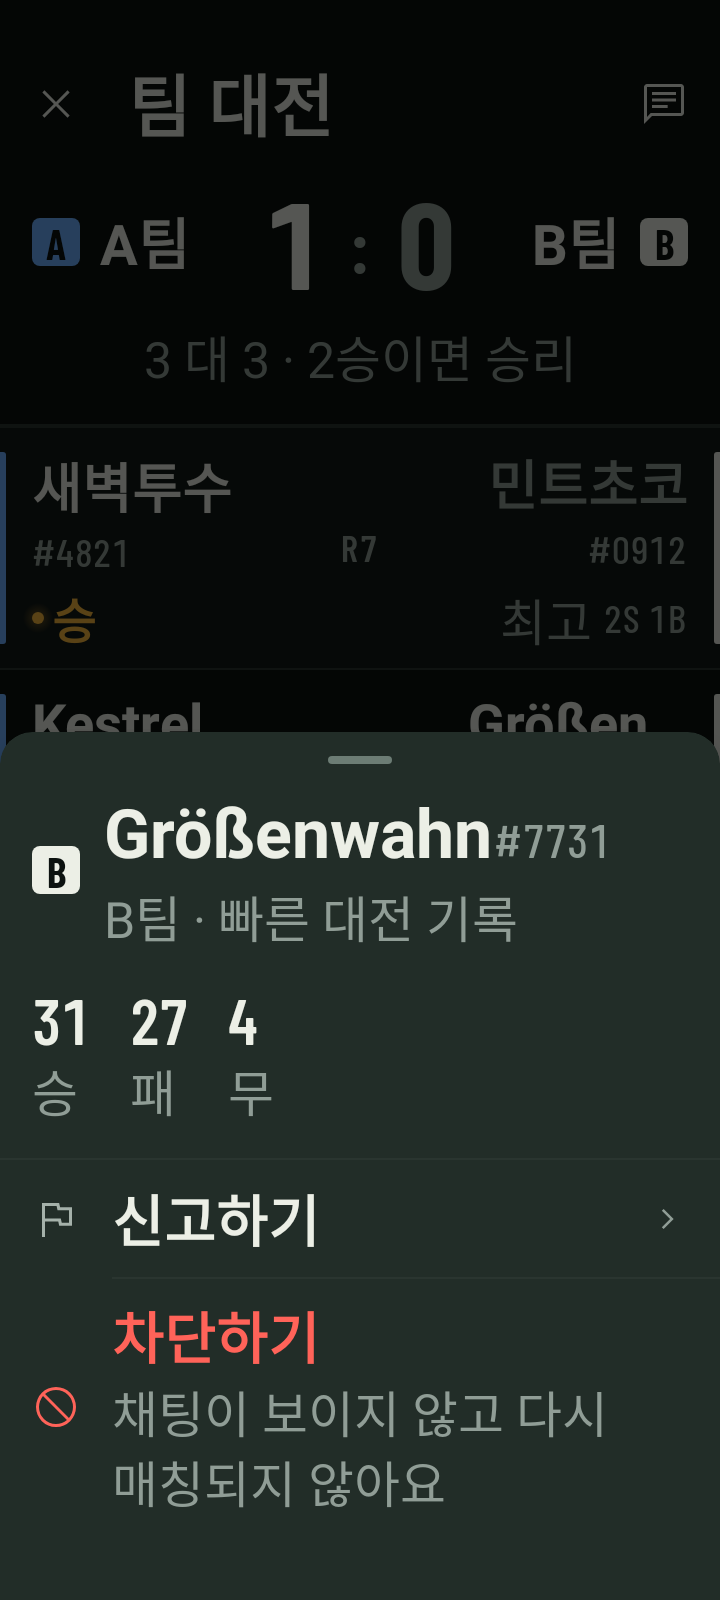 팀 대전
A A팀 1 : 0 B팀 B
3 대 3 · 2승이면 승리
새벽투수 민트초코
#4821 R7 #0912
승 최고 2S 1B
Kestrel Größen
B Größenwahn #7731
B팀 · 빠른 대전 기록
31 27 4
승 패 무
신고하기
차단하기
채팅이 보이지 않고 다시
매칭되지 않아요